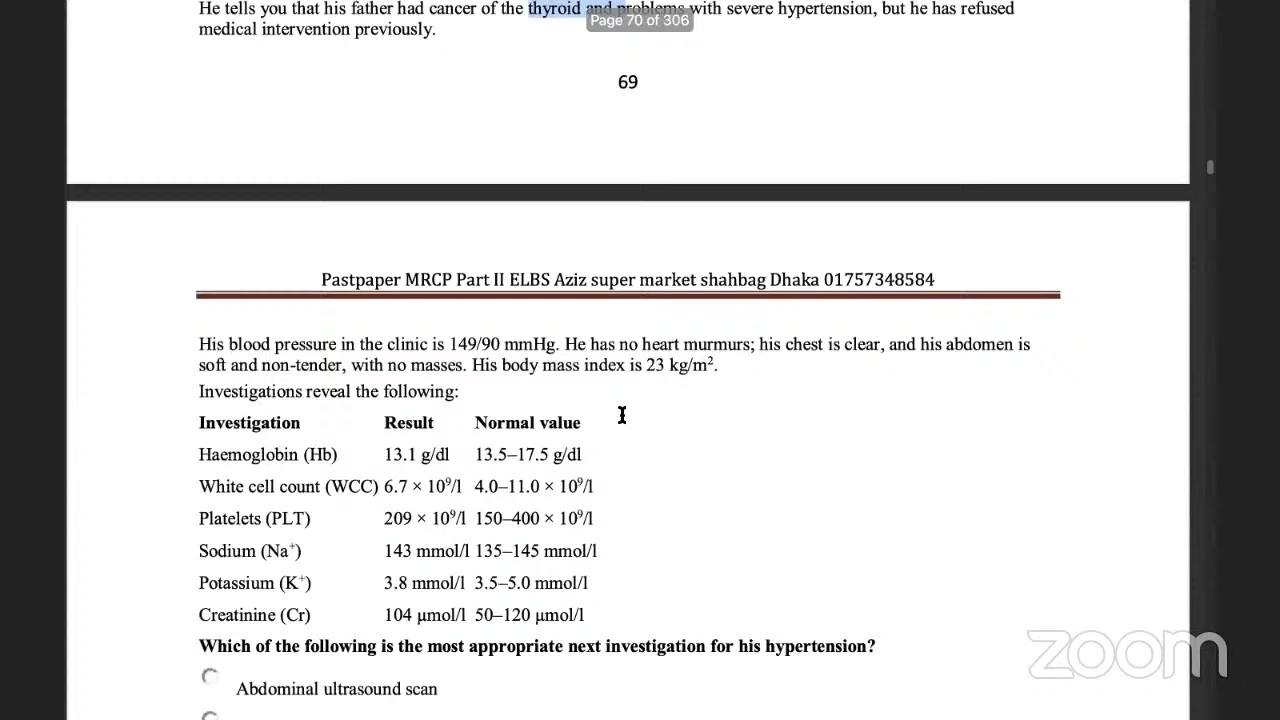 He tells you that his father had cancer of the thyroid and problems with severe hypertension, but he has refused
Page 70 of 306
medical intervention previously.
69
Pastpaper MRCP Part II ELBS Aziz super market shahbag Dhaka 01757348584
His blood pressure in the clinic is 149/90 mmHg. He has no heart murmurs; his chest is clear, and his abdomen is
soft and non-tender, with no masses. His body mass index is 23 kg/m².
Investigations reveal the following:
Investigation Result Normal value
Haemoglobin (Hb) 13.1 g/dl 13.5–17.5 g/dl
White cell count (WCC) 6.7 × 10⁹/l 4.0–11.0 × 10⁹/l
Platelets (PLT) 209 × 10⁹/l 150–400 × 10⁹/l
Sodium (Na⁺) 143 mmol/l 135–145 mmol/l
Potassium (K⁺) 3.8 mmol/l 3.5–5.0 mmol/l
Creatinine (Cr) 104 µmol/l 50–120 µmol/l
Which of the following is the most appropriate next investigation for his hypertension?
Abdominal ultrasound scan
zoom